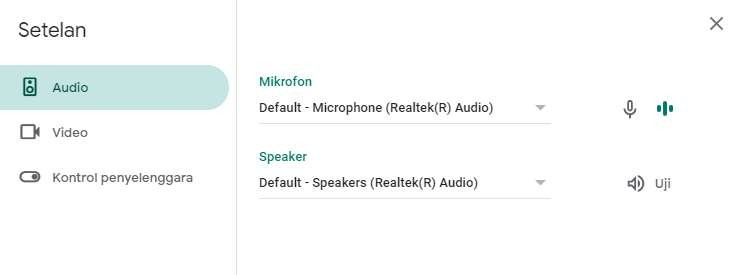 Setelan
Audio
Video
Kontrol penyelenggara
Mikrofon
Default - Microphone (Realtek(R) Audio)
Speaker
Default - Speakers (Realtek(R) Audio)
Uji